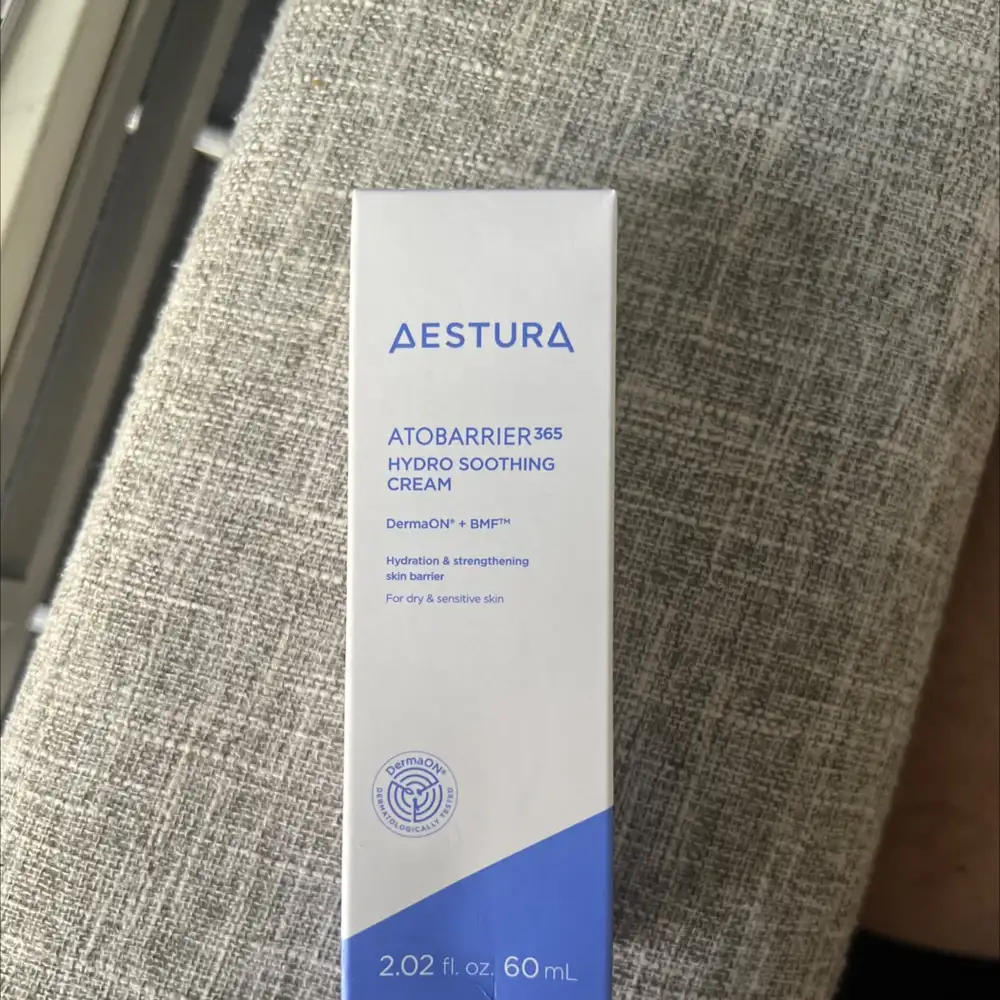 AESTURA
ATOBARRIER365
HYDRO SOOTHING
CREAM
DermaON® + BMF™
Hydration & strengthening
skin barrier
For dry & sensitive skin
DermaON®
DERMATOLOGICALLY TESTED
2.02 fl. oz. 60 mL